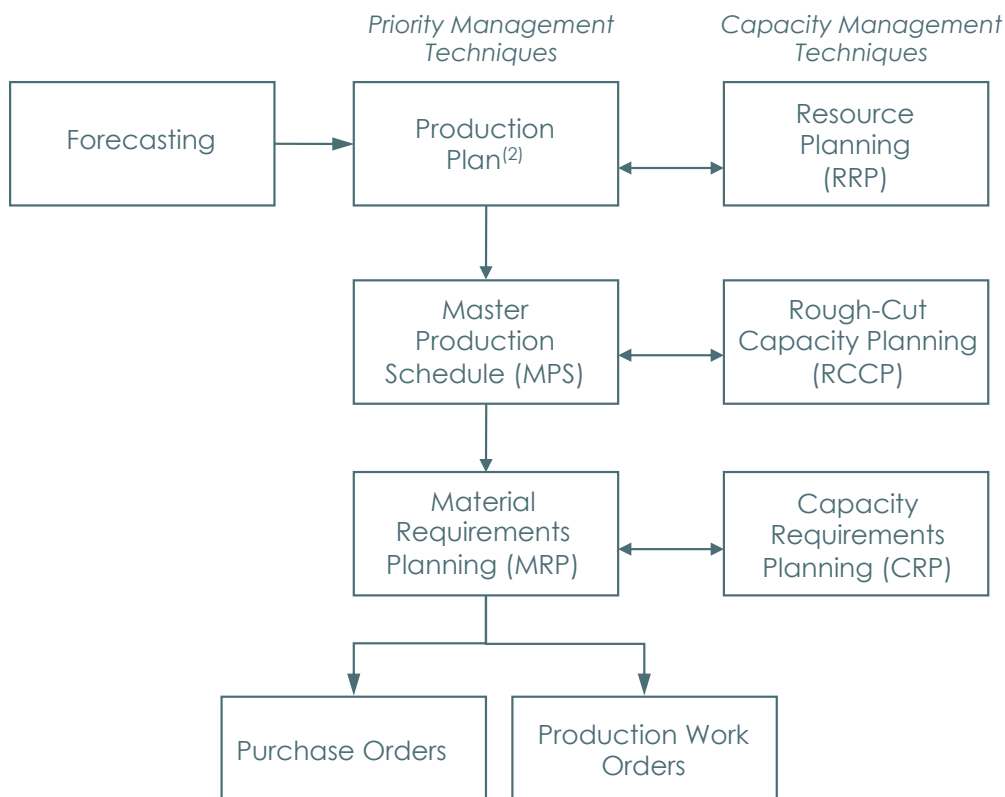 Priority Management
Techniques
Capacity Management
Techniques
Forecasting
Production
Plan(2)
Resource
Planning
(RRP)
Master
Production
Schedule (MPS)
Rough-Cut
Capacity Planning
(RCCP)
Material
Requirements
Planning (MRP)
Capacity
Requirements
Planning (CRP)
Purchase Orders
Production Work
Orders